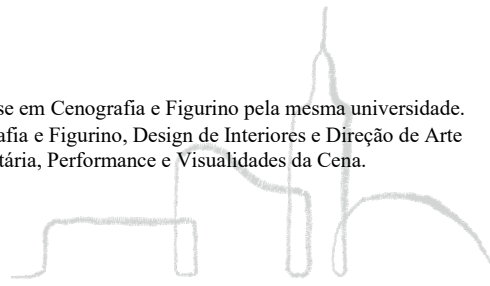 se em Cenografia e Figurino pela mesma universidade.
afia e Figurino, Design de Interiores e Direção de Arte
tária, Performance e Visualidades da Cena.